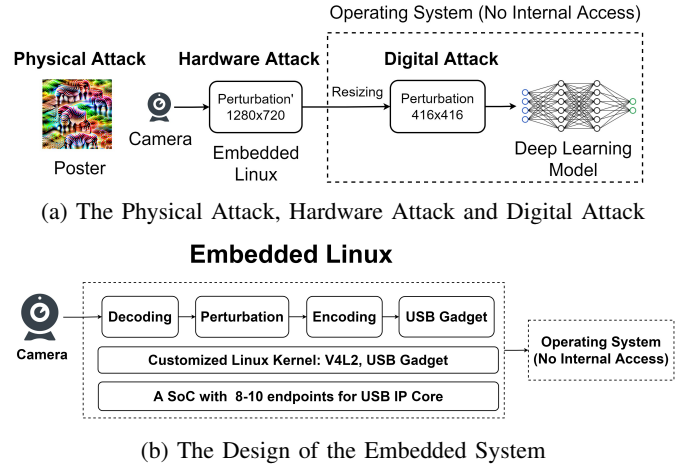 Operating System (No Internal Access)
Physical Attack Hardware Attack Digital Attack
Perturbation'
1280x720
Resizing
Perturbation
416x416
Camera
Poster
Embedded
Linux
Deep Learning
Model
(a) The Physical Attack, Hardware Attack and Digital Attack
Embedded Linux
Decoding Perturbation Encoding USB Gadget
Camera
Customized Linux Kernel: V4L2, USB Gadget
A SoC with 8-10 endpoints for USB IP Core
Operating System
(No Internal Access)
(b) The Design of the Embedded System